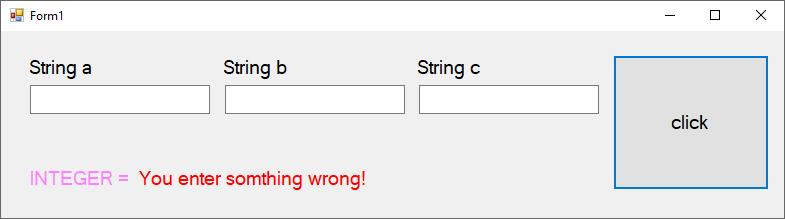 Form1
String a String b String c
click
INTEGER = You enter somthing wrong!